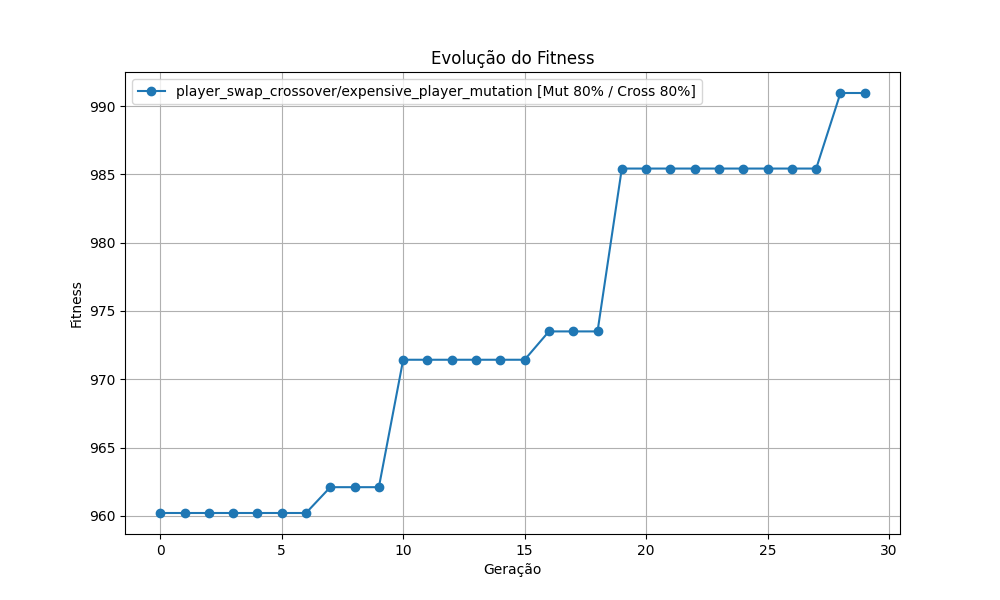 Evolução do Fitness
player_swap_crossover/expensive_player_mutation [Mut 80% / Cross 80%]
Fitness
990
985
980
975
970
965
960
0 5 10 15 20 25 30
Geração